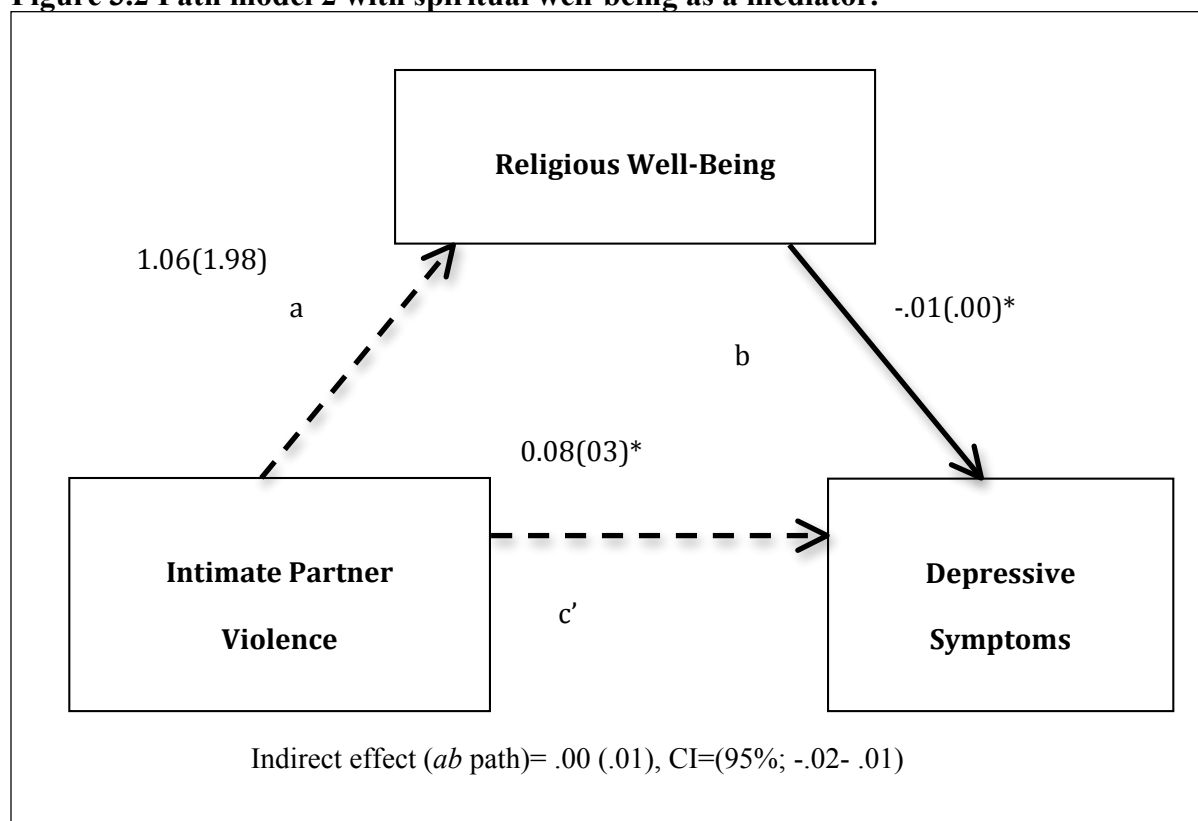 Figure 3.2 Path model 2 with spiritual well-being as a mediator.
Religious Well-Being
1.06(1.98)
a
-.01(.00)*
b
0.08(03)*
Intimate Partner
Violence
c’
Depressive
Symptoms
Indirect effect (ab path)= .00 (.01), CI=(95%; -.02- .01)